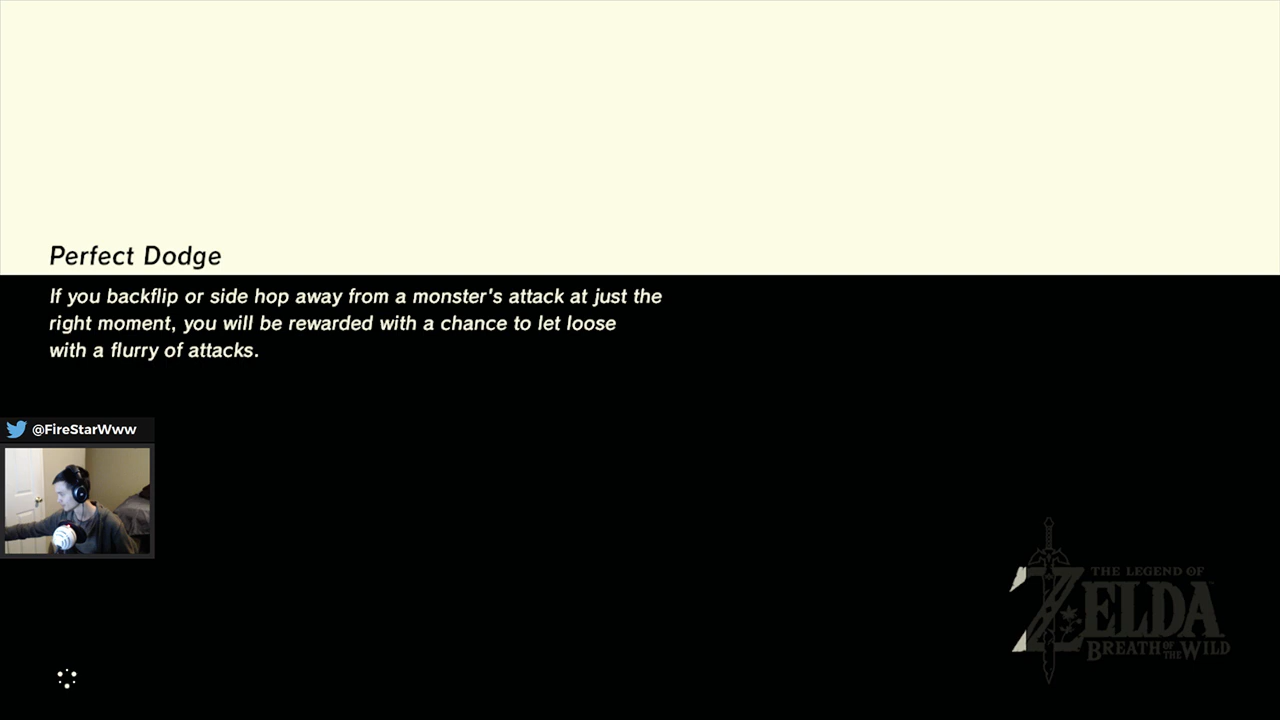 Perfect Dodge
If you backflip or side hop away from a monster's attack at just the
right moment, you will be rewarded with a chance to let loose
with a flurry of attacks.
@FireStarWww
THE LEGEND OF
ZELDA
BREATH OF THE WILD